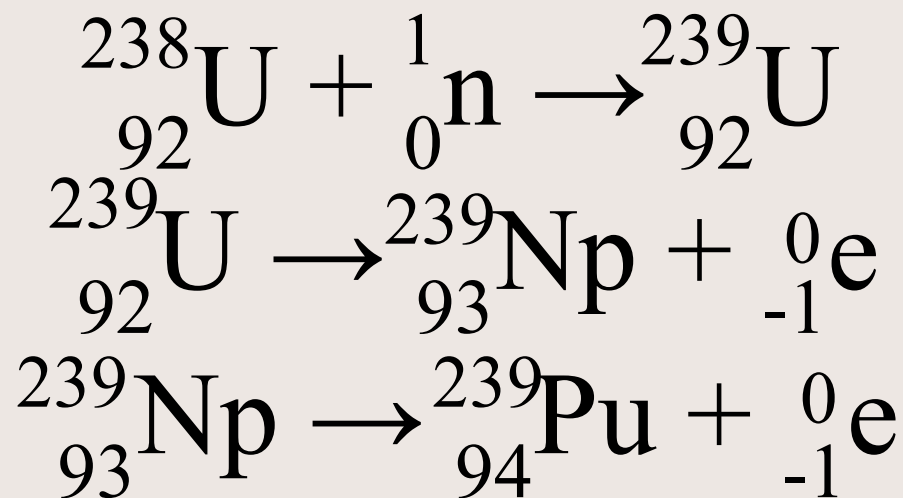 ²³⁸₉₂U + ¹₀n → ²³⁹₉₂U
²³⁹₉₂U → ²³⁹₉₃Np + ⁰₋₁e
²³⁹₉₃Np → ²³⁹₉₄Pu + ⁰₋₁e